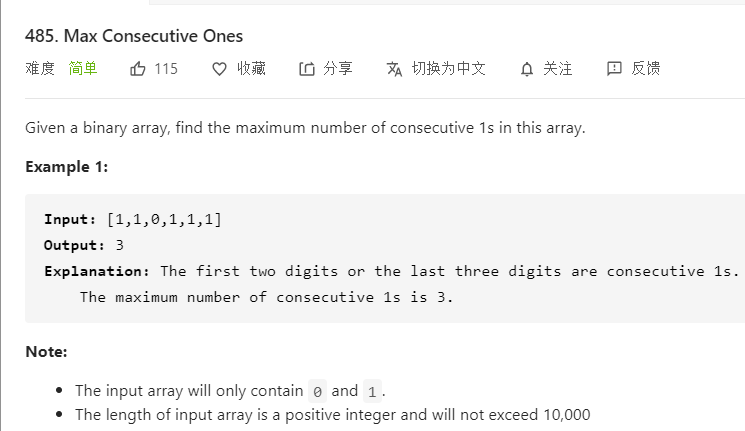 485. Max Consecutive Ones
难度 简单 115 收藏 分享 切换为中文 关注 反馈
Given a binary array, find the maximum number of consecutive 1s in this array.
Example 1:
Input: [1,1,0,1,1,1]
Output: 3
Explanation: The first two digits or the last three digits are consecutive 1s.
The maximum number of consecutive 1s is 3.
Note:
• The input array will only contain 0 and 1.
• The length of input array is a positive integer and will not exceed 10,000